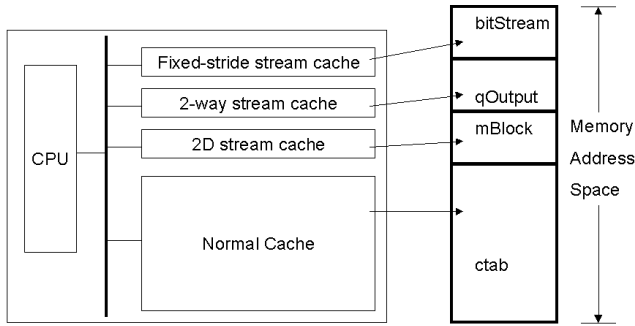 bitStream
Fixed-stride stream cache
2-way stream cache
qOutput
2D stream cache
mBlock
CPU
Memory
Address
Space
Normal Cache
ctab